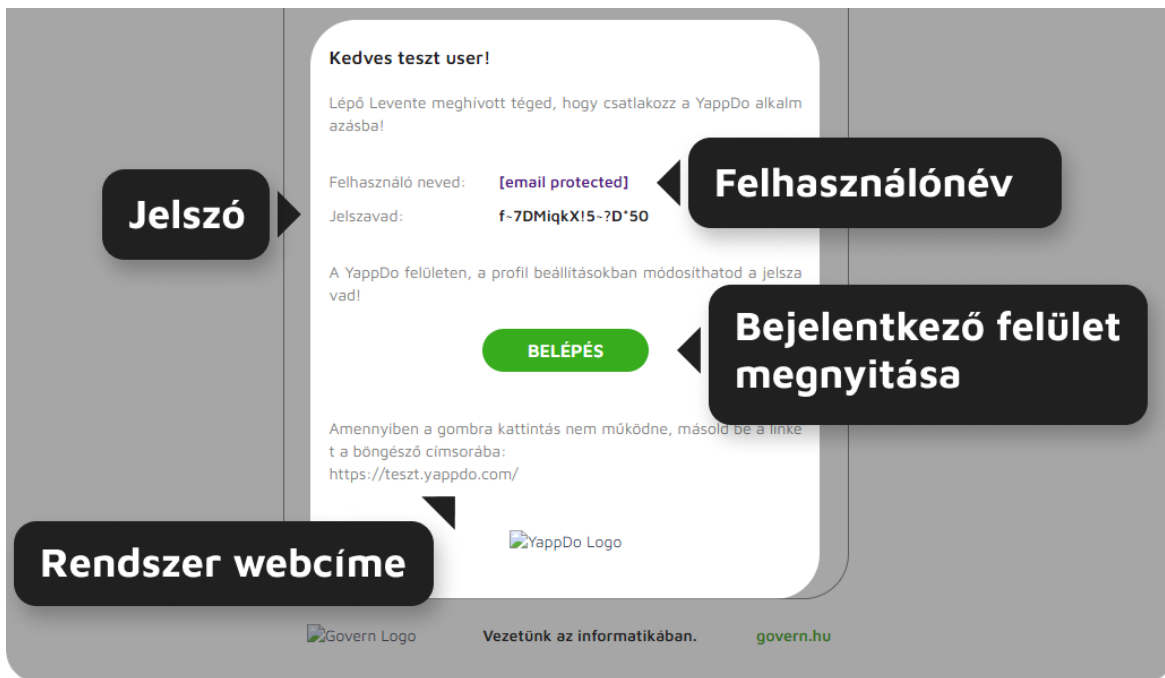 Kedves teszt user!
Lépő Levente meghívott téged, hogy csatlakozz a YappDo alkalm
azásba!
Jelszó
Felhasználó neved: [email protected]
Felhasználónév
Jelszavad: f~7DMiqkX!5~?D*5O
A YappDo felületen, a profil beállításokban módosíthatod a jelsza
vad!
BELÉPÉS
Bejelentkező felület
megnyitása
Amennyiben a gombra kattintás nem működne, másold be a linke
t a böngésző címsorába:
https://teszt.yappdo.com/
Rendszer webcíme
YappDo Logo
Govern Logo Vezetünk az informatikában. govern.hu